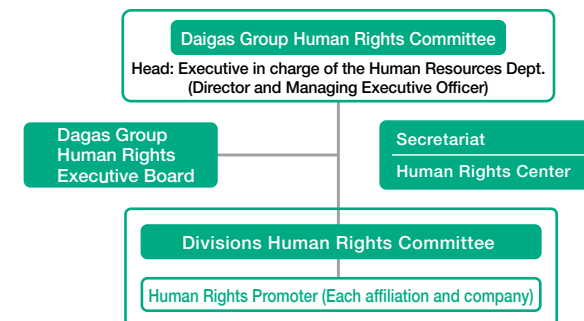 Daigas Group Human Rights Committee
Head: Executive in charge of the Human Resources Dept.
(Director and Managing Executive Officer)
Dagas Group
Human Rights
Executive Board
Secretariat
Human Rights Center
Divisions Human Rights Committee
Human Rights Promoter (Each affiliation and company)